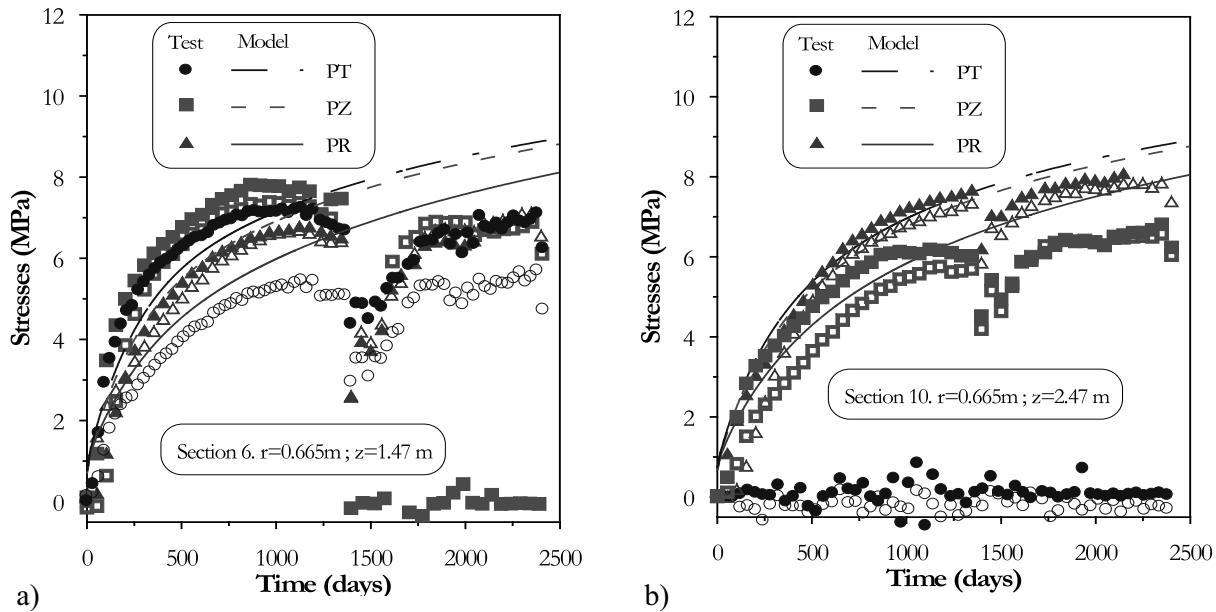 12
10
8
6
4
2
0
Stresses (MPa)
Test Model
PT
PZ
PR
Section 6. r=0.665m ; z=1.47 m
0 500 1000 1500 2000 2500
Time (days)
a)
12
10
8
6
4
2
0
Stresses (MPa)
Test Model
PT
PZ
PR
Section 10. r=0.665m ; z=2.47 m
0 500 1000 1500 2000 2500
Time (days)
b)